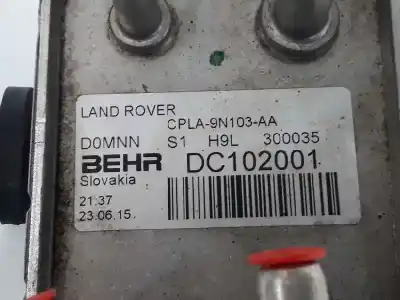 LAND ROVER
CPLA-9N103-AA
D0MNN S1 H9L 300035
BEHR DC102001
Slovakia
21:37
23.06.15